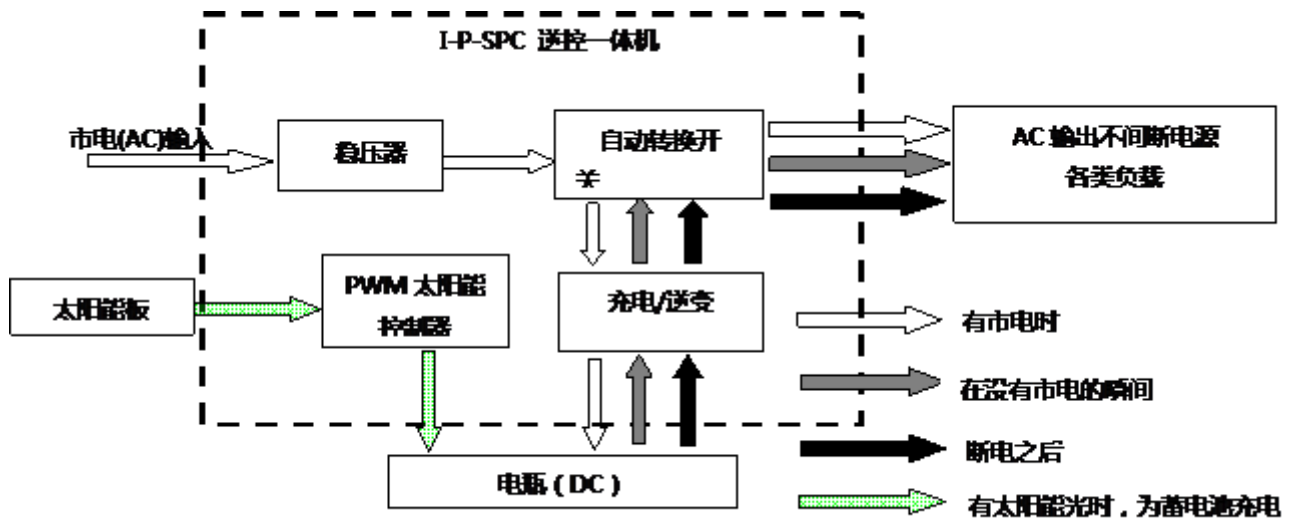 I-P-SPC 逆控一体机
市电(AC)输入
稳压器
自动转换开
关
AC 输出不间断电源
各类负载
太阳能板
PWM 太阳能
控制器
充电/逆变
电瓶 ( DC )
有市电时
在没有市电的瞬间
断电之后
有太阳能光时，为蓄电池充电